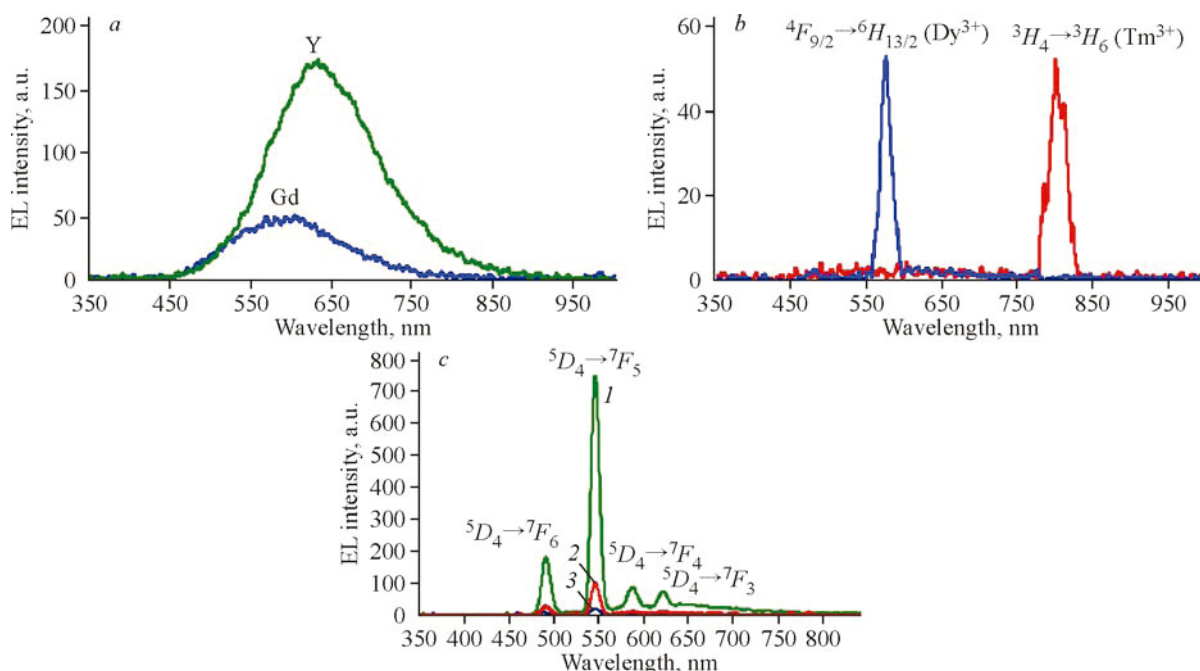 a
EL intensity, a.u.
200
150
100
50
0
Y
Gd
350 450 550 650 750 850 950
Wavelength, nm
b
EL intensity, a.u.
60
40
20
0
⁴F₉/₂→⁶H₁₃/₂ (Dy³⁺)
³H₄→³H₆ (Tm³⁺)
350 450 550 650 750 850 950
Wavelength, nm
c
EL intensity, a.u.
800
700
600
500
400
300
200
100
0
⁵D₄→⁷F₅
1
⁵D₄→⁷F₆
2
3
⁵D₄→⁷F₄
⁵D₄→⁷F₃
350 400 450 500 550 600 650 700 750 800
Wavelength, nm